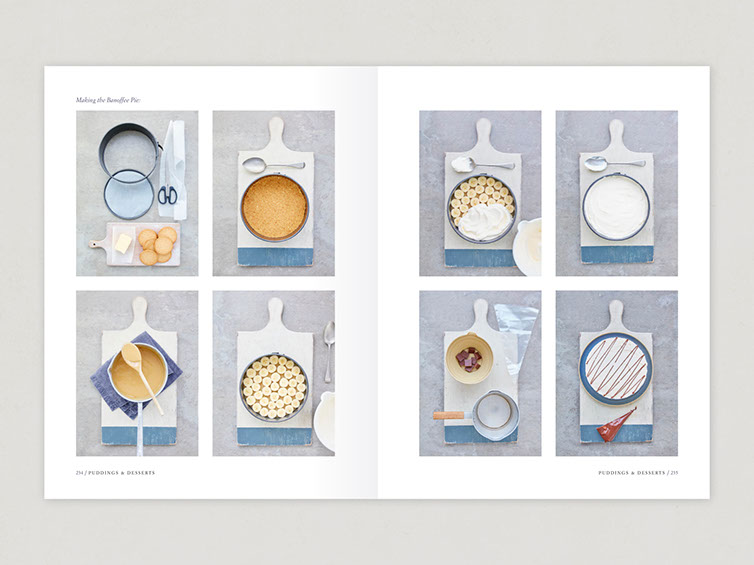 Making the Banoffee Pie:
254 / PUDDINGS & DESSERTS
PUDDINGS & DESSERTS / 255